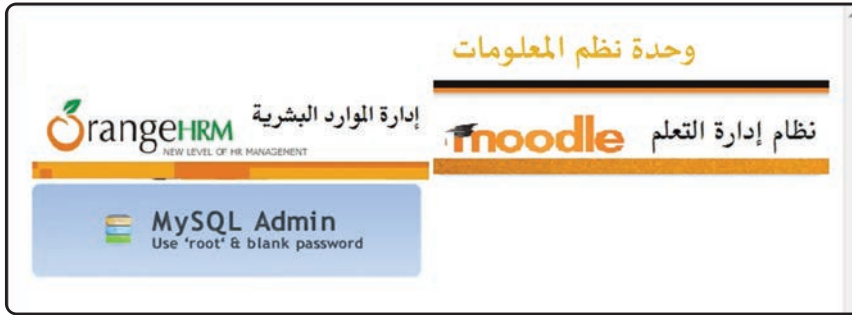 وحدة نظم المعلومات
نظام إدارة التعلم moodle
إدارة الموارد البشرية OrangeHRM
NEW LEVEL OF HR MANAGEMENT
MySQL Admin
Use 'root' & blank password